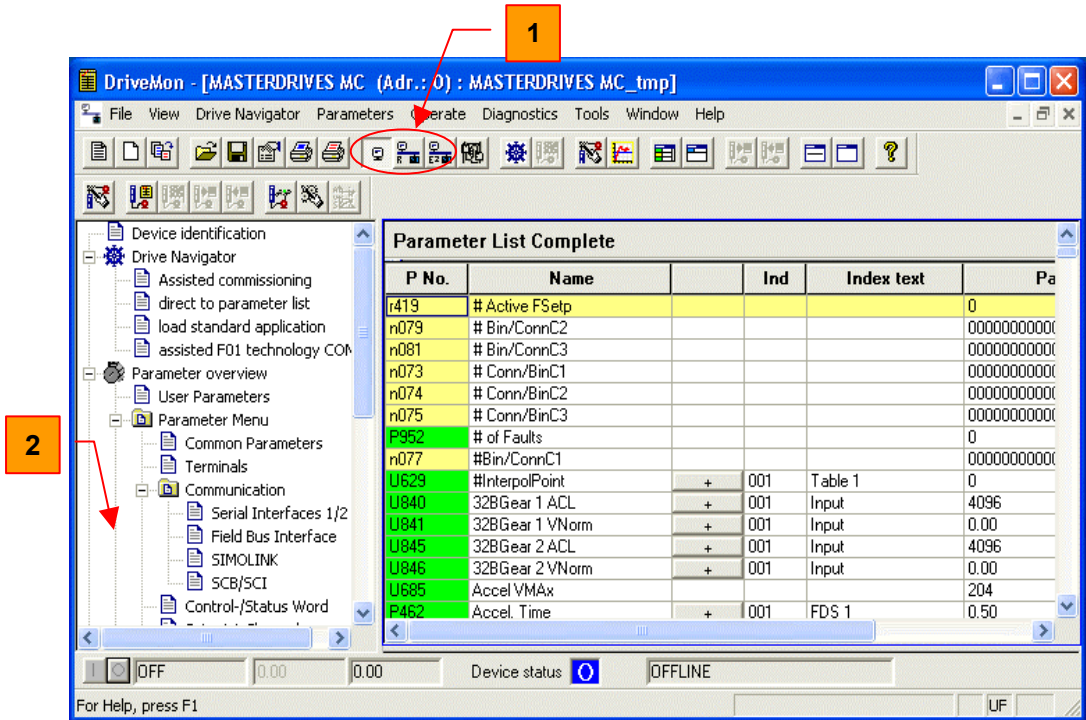 1
DriveMon - [MASTERDRIVES MC (Adr.: 0) : MASTERDRIVES MC_tmp]
File View Drive Navigator Parameters Operate Diagnostics Tools Window Help
R E2
2
Device identification
Drive Navigator
Assisted commissioning
direct to parameter list
load standard application
assisted F01 technology COM
Parameter overview
User Parameters
Parameter Menu
Common Parameters
Terminals
Communication
Serial Interfaces 1/2
Field Bus Interface
SIMOLINK
SCB/SCI
Control-/Status Word
Parameter List Complete
P No. Name Ind Index text Pa
r419 # Active FSetp 0
n079 # Bin/ConnC2 00000000000
n081 # Bin/ConnC3 00000000000
n073 # Conn/BinC1 00000000000
n074 # Conn/BinC2 00000000000
n075 # Conn/BinC3 00000000000
P952 # of Faults 0
n077 #Bin/ConnC1 00000000000
U629 #InterpolPoint + 001 Table 1 0
U840 32BGear 1 ACL + 001 Input 4096
U841 32BGear 1 VNorm + 001 Input 0.00
U845 32BGear 2 ACL + 001 Input 4096
U846 32BGear 2 VNorm + 001 Input 0.00
U685 Accel VMAx 204
P462 Accel. Time + 001 FDS 1 0.50
OFF 0.00 0.00 Device status OFFLINE
For Help, press F1 UF